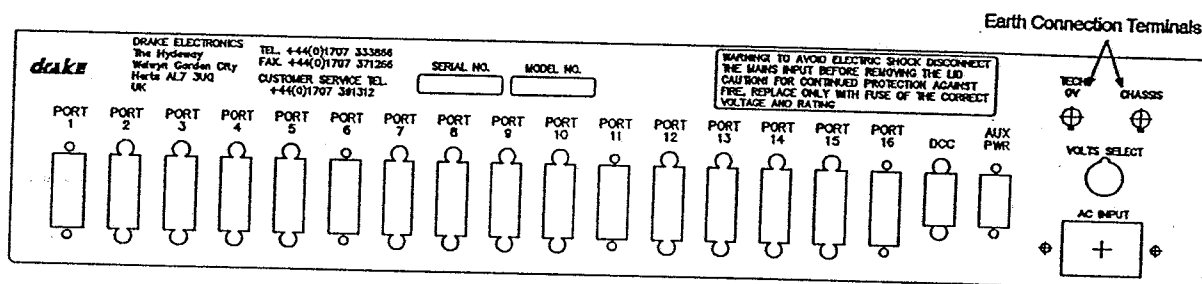 Earth Connection Terminals
drake
DRAKE ELECTRONICS
The Hydeway
Welwyn Garden City
Herts AL7 3UQ
UK
TEL. +44(0)1707 333866
FAX. +44(0)1707 371266
CUSTOMER SERVICE TEL.
+44(0)1707 391312
SERIAL NO.
MODEL NO.
WARNING! TO AVOID ELECTRIC SHOCK DISCONNECT
THE MAINS INPUT BEFORE REMOVING THE LID
CAUTION! FOR CONTINUED PROTECTION AGAINST
FIRE, REPLACE ONLY WITH FUSE OF THE CORRECT
VOLTAGE AND RATING
TECH
0V
CHASSIS
PORT
1
PORT
2
PORT
3
PORT
4
PORT
5
PORT
6
PORT
7
PORT
8
PORT
9
PORT
10
PORT
11
PORT
12
PORT
13
PORT
14
PORT
15
PORT
16
DCC
AUX
PWR
VOLTS SELECT
AC INPUT